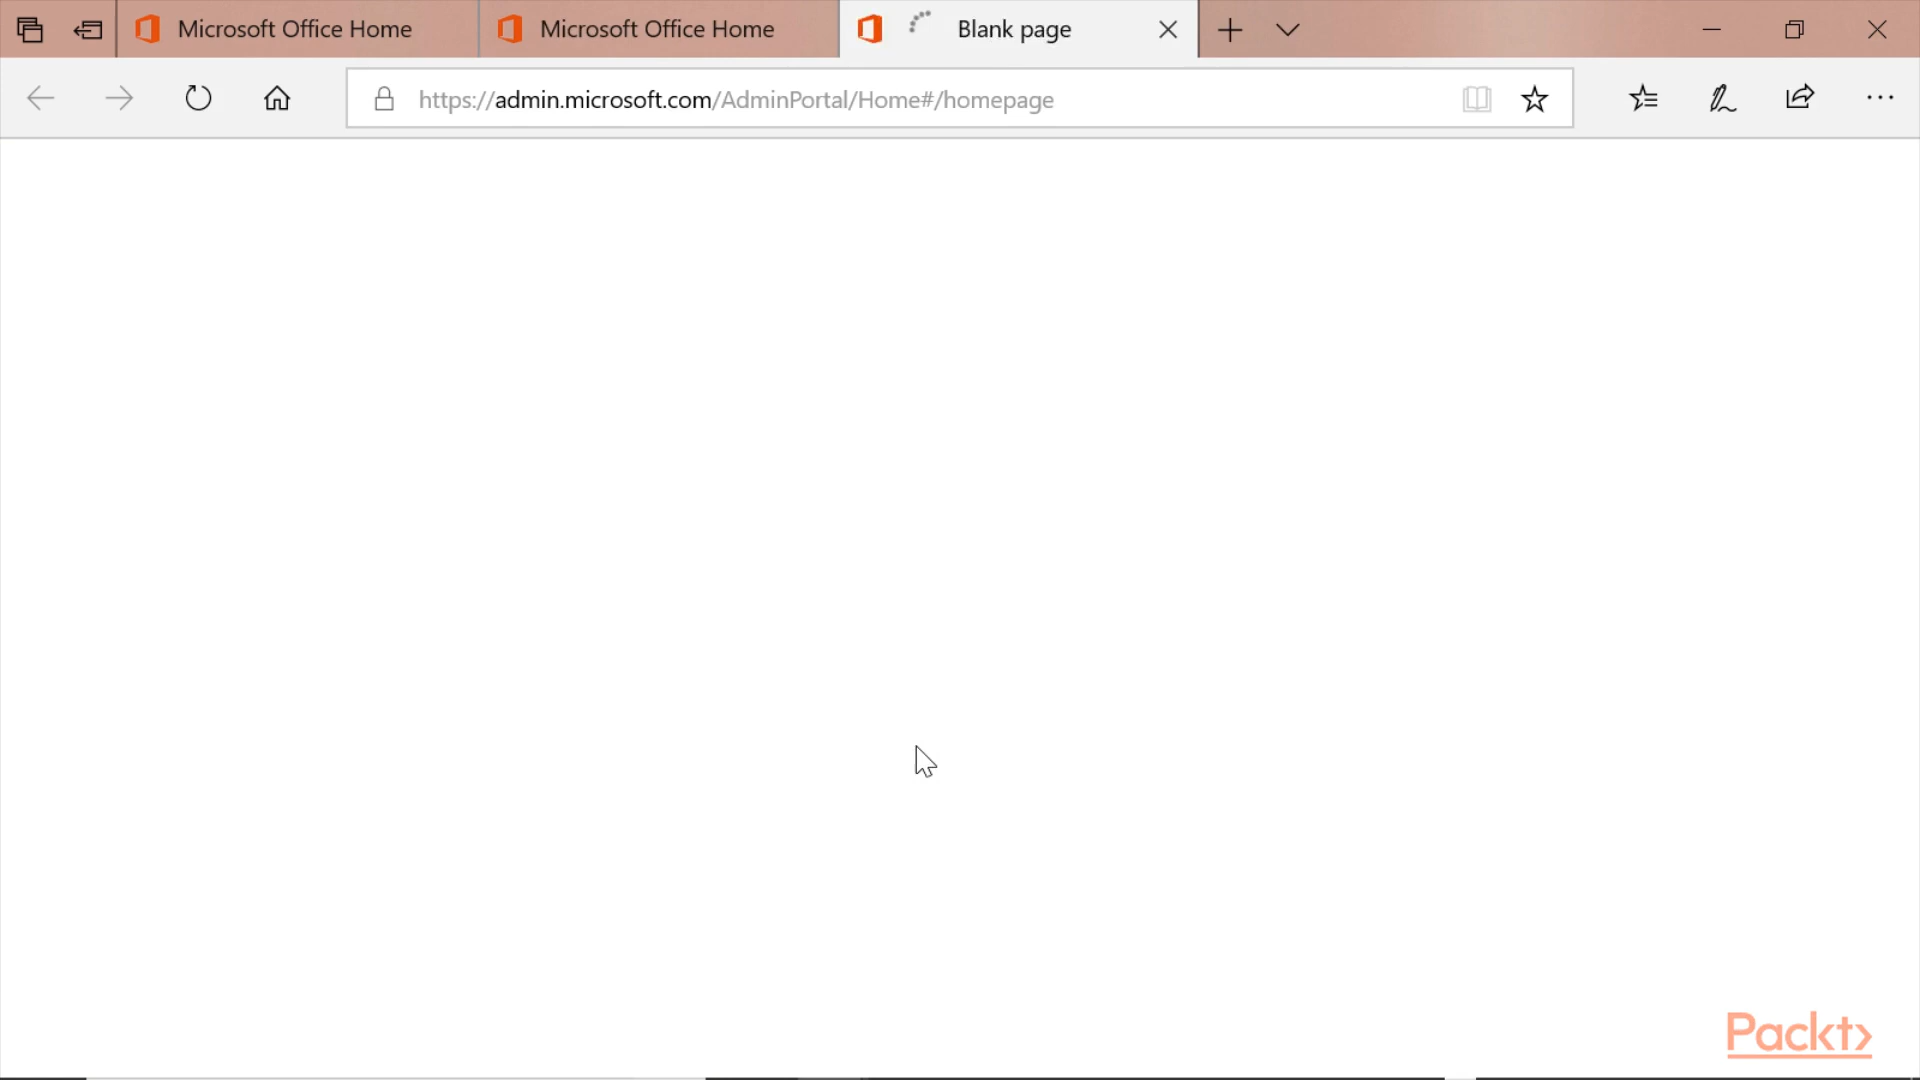 Microsoft Office Home
Microsoft Office Home
Blank page
https://admin.microsoft.com/AdminPortal/Home#/homepage
Packt>